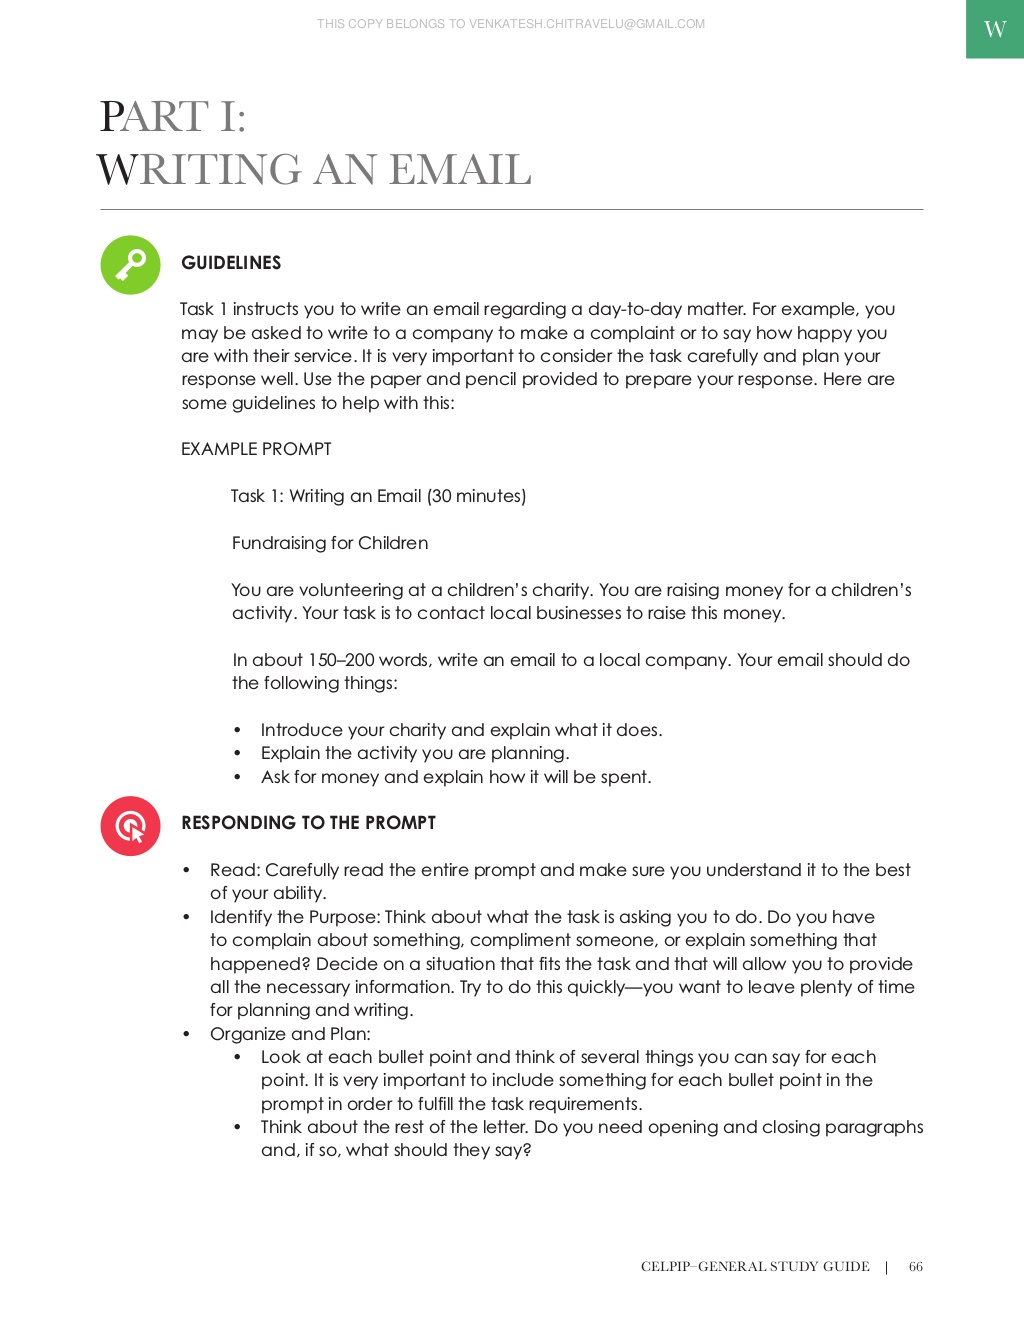 THIS COPY BELONGS TO VENKATESH.CHITRAVELU@GMAIL.COM
W
PART I:
WRITING AN EMAIL
GUIDELINES
Task 1 instructs you to write an email regarding a day-to-day matter. For example, you
may be asked to write to a company to make a complaint or to say how happy you
are with their service. It is very important to consider the task carefully and plan your
response well. Use the paper and pencil provided to prepare your response. Here are
some guidelines to help with this:
EXAMPLE PROMPT
Task 1: Writing an Email (30 minutes)
Fundraising for Children
You are volunteering at a children’s charity. You are raising money for a children’s
activity. Your task is to contact local businesses to raise this money.
In about 150–200 words, write an email to a local company. Your email should do
the following things:
• Introduce your charity and explain what it does.
• Explain the activity you are planning.
• Ask for money and explain how it will be spent.
RESPONDING TO THE PROMPT
• Read: Carefully read the entire prompt and make sure you understand it to the best
of your ability.
• Identify the Purpose: Think about what the task is asking you to do. Do you have
to complain about something, compliment someone, or explain something that
happened? Decide on a situation that fits the task and that will allow you to provide
all the necessary information. Try to do this quickly—you want to leave plenty of time
for planning and writing.
• Organize and Plan:
• Look at each bullet point and think of several things you can say for each
point. It is very important to include something for each bullet point in the
prompt in order to fulfill the task requirements.
• Think about the rest of the letter. Do you need opening and closing paragraphs
and, if so, what should they say?
CELPIP–GENERAL STUDY GUIDE | 66